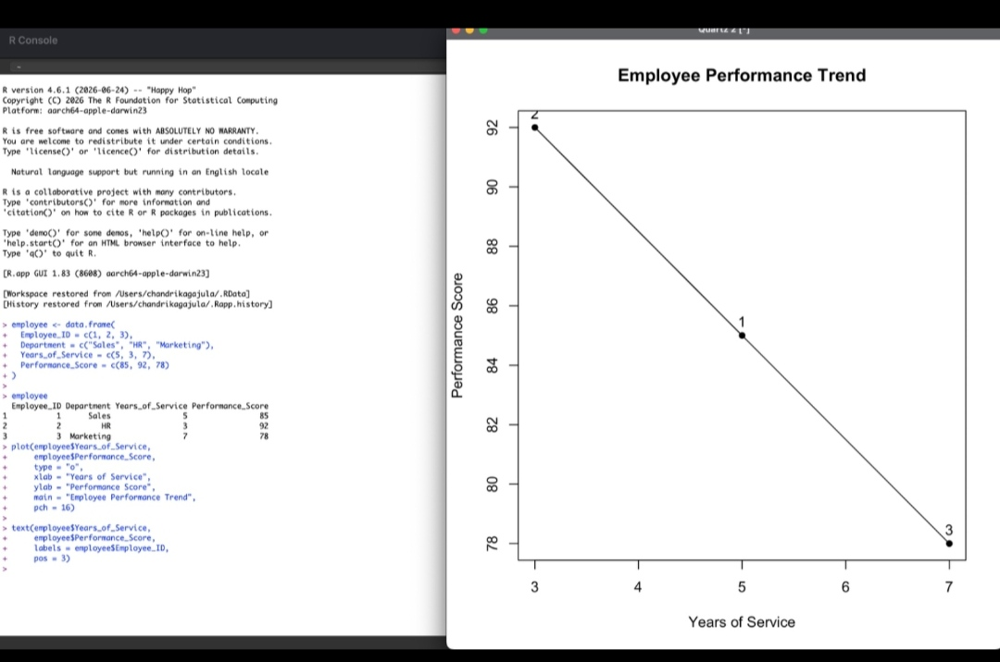 R Console
R version 4.6.1 (2026-06-24) -- "Happy Hop"
Copyright (C) 2026 The R Foundation for Statistical Computing
Platform: aarch64-apple-darwin23
R is free software and comes with ABSOLUTELY NO WARRANTY.
You are welcome to redistribute it under certain conditions.
Type 'license()' or 'licence()' for distribution details.
Natural language support but running in an English locale
R is a collaborative project with many contributors.
Type 'contributors()' for more information and
'citation()' on how to cite R or R packages in publications.
Type 'demo()' for some demos, 'help()' for on-line help, or
'help.start()' for an HTML browser interface to help.
Type 'q()' to quit R.
[R.app GUI 1.83 (8608) aarch64-apple-darwin23]
[Workspace restored from /Users/chandrikagajula/.RData]
[History restored from /Users/chandrikagajula/.Rapp.history]
> employee <- data.frame(
+   Employee_ID = c(1, 2, 3),
+   Department = c("Sales", "HR", "Marketing"),
+   Years_of_Service = c(5, 3, 7),
+   Performance_Score = c(85, 92, 78)
+ )
>
> employee
  Employee_ID Department Years_of_Service Performance_Score
1           1      Sales                5                85
2           2         HR                3                92
3           3  Marketing                7                78
> plot(employee$Years_of_Service,
+      employee$Performance_Score,
+      type = "o",
+      xlab = "Years of Service",
+      ylab = "Performance Score",
+      main = "Employee Performance Trend",
+      pch = 16)
>
> text(employee$Years_of_Service,
+      employee$Performance_Score,
+      labels = employee$Employee_ID,
+      pos = 3)
>
Quartz 2 [*]
Employee Performance Trend
Performance Score
92
90
88
86
84
82
80
78
2
1
3
3 4 5 6 7
Years of Service